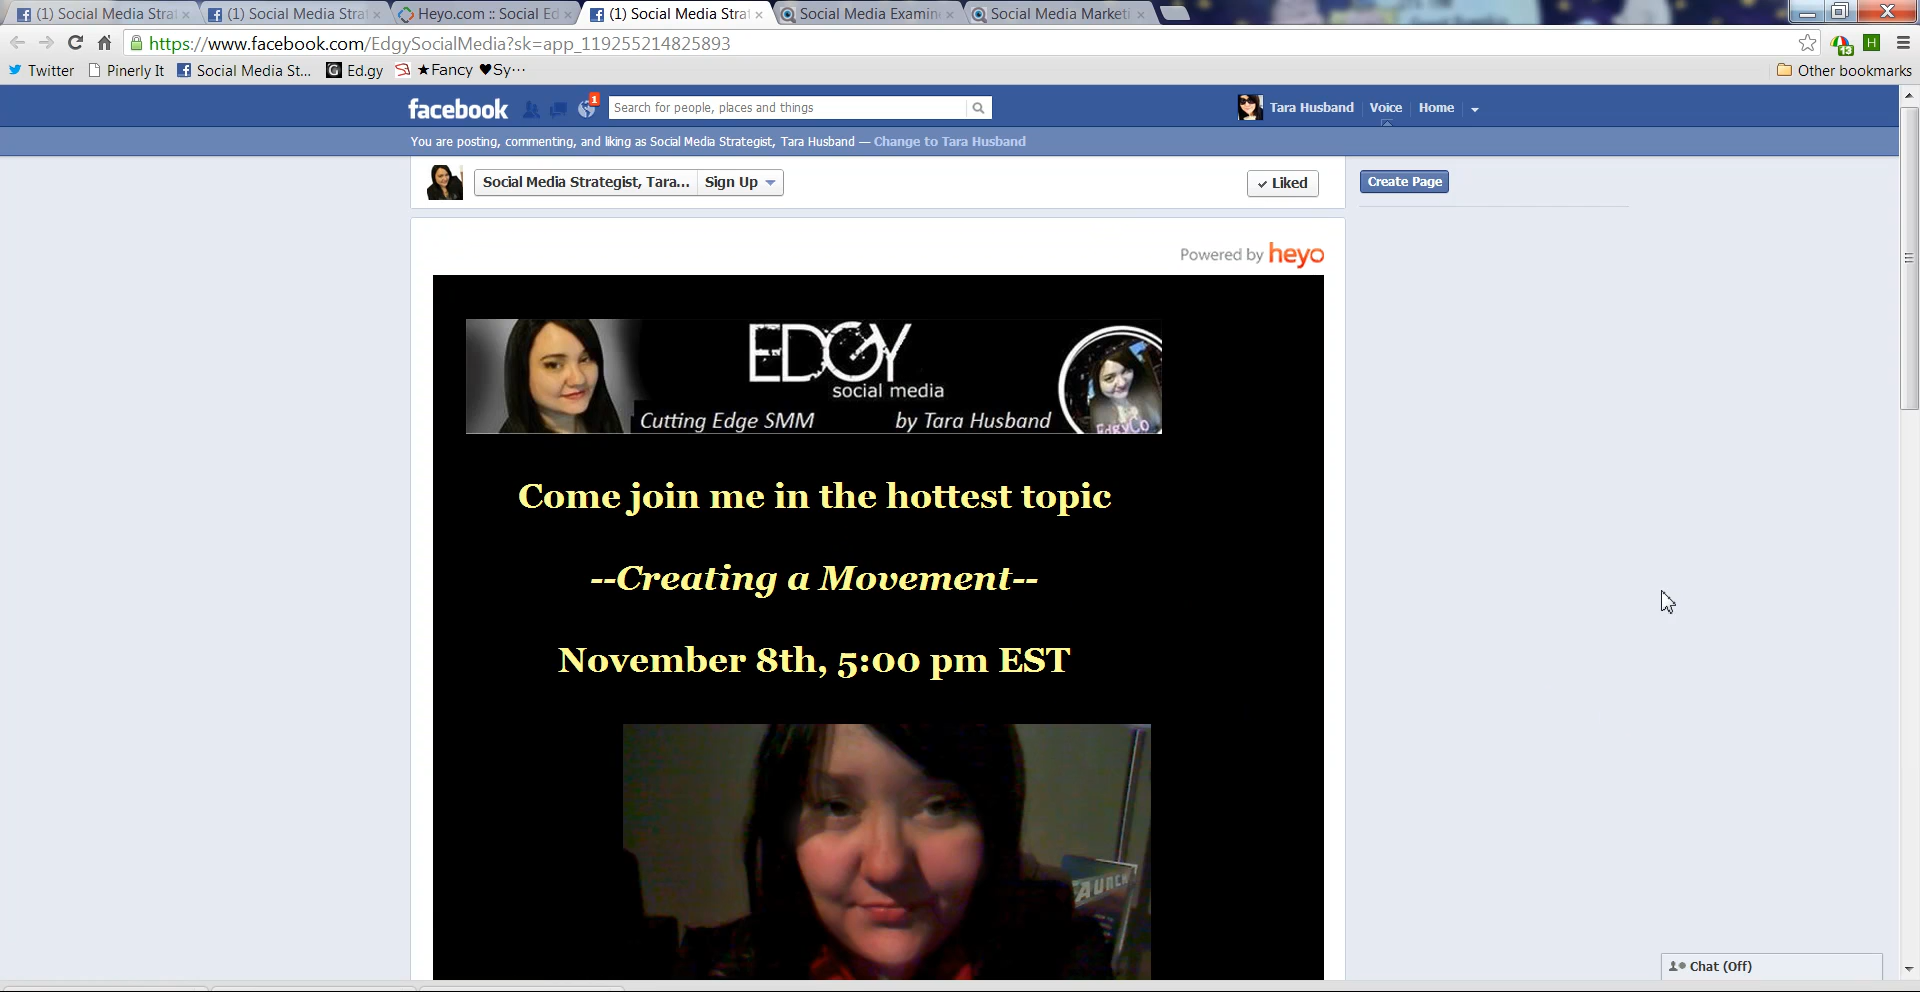 (1) Social Media Strat
(1) Social Media Strat
Heyo.com :: Social Ed
(1) Social Media Strat
Social Media Examin
Social Media Marketi
https://www.facebook.com/EdgySocialMedia?sk=app_119255214825893
13
H
Twitter
Pinerly It
Social Media St...
Ed.gy
★Fancy ♥Sy···
Other bookmarks
facebook
1
Search for people, places and things
Tara Husband
Voice
Home
You are posting, commenting, and liking as Social Media Strategist, Tara Husband — Change to Tara Husband
Social Media Strategist, Tara...
Sign Up
Liked
Create Page
Powered by heyo
EDGY
social media
Cutting Edge SMM by Tara Husband
EdgyCo
Come join me in the hottest topic
--Creating a Movement--
November 8th, 5:00 pm EST
AUNCH
Chat (Off)